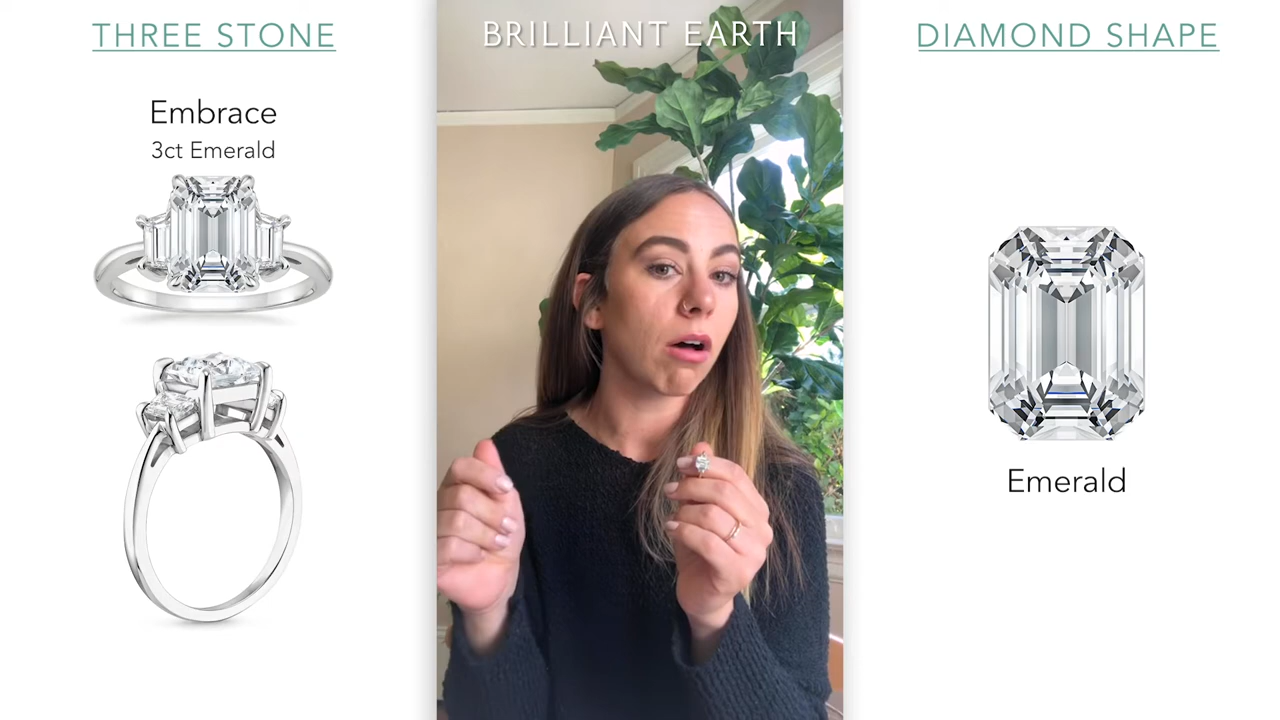 THREE STONE
Embrace
3ct Emerald
BRILLIANT EARTH
DIAMOND SHAPE
Emerald